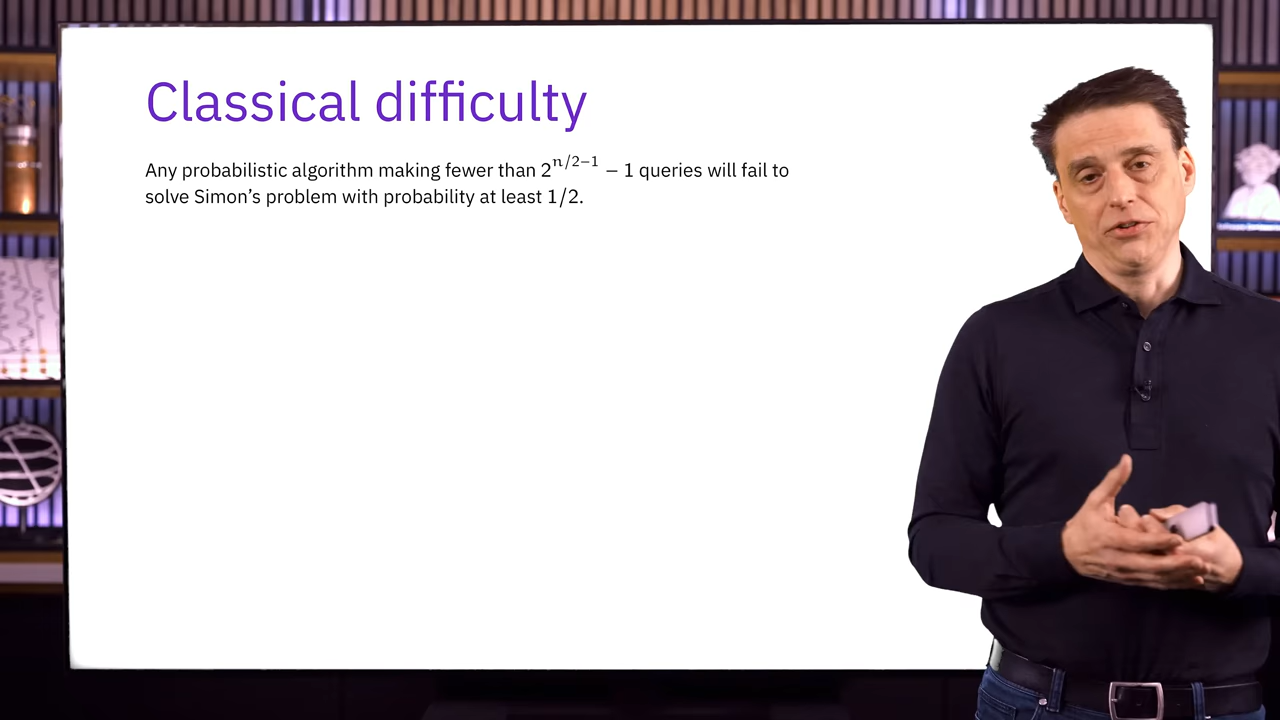 Classical difficulty
Any probabilistic algorithm making fewer than 2^{n/2−1} − 1 queries will fail to
solve Simon's problem with probability at least 1/2.